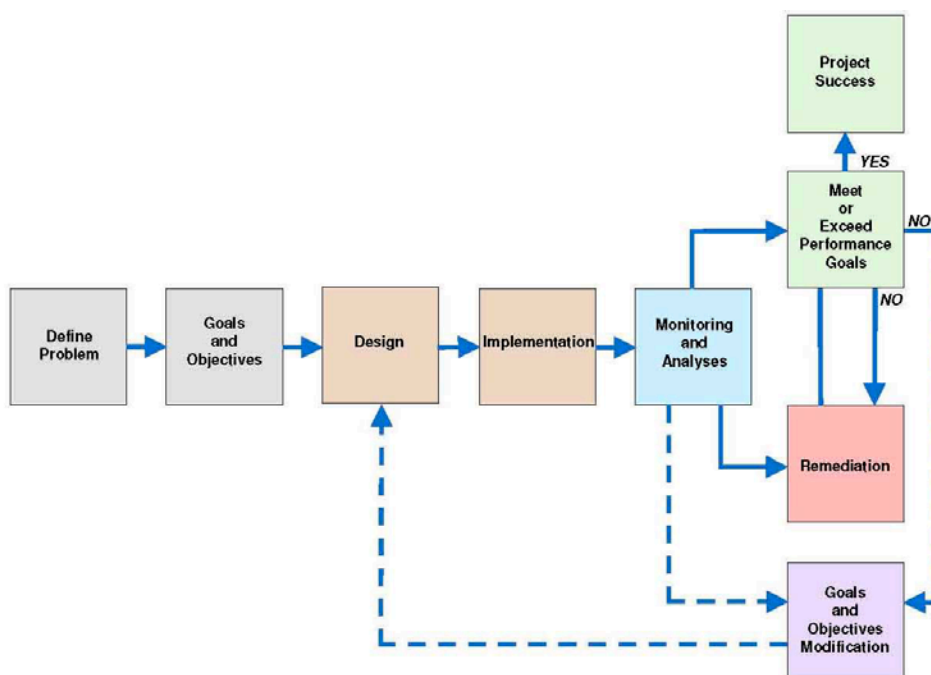 Project
Success
YES
Meet
or
Exceed
Performance
Goals
NO
NO
Define
Problem
Goals
and
Objectives
Design
Implementation
Monitoring
and
Analyses
Remediation
Goals
and
Objectives
Modification